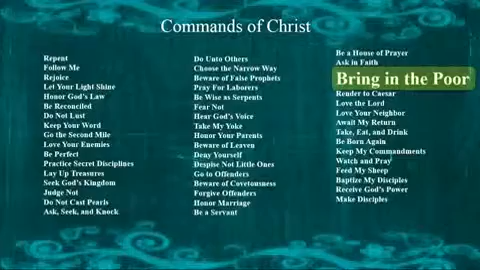 Commands of Christ
Repent
Follow Me
Rejoice
Let Your Light Shine
Honor God's Law
Be Reconciled
Do Not Lust
Keep Your Word
Go the Second Mile
Love Your Enemies
Be Perfect
Practice Secret Disciplines
Lay Up Treasures
Seek God's Kingdom
Judge Not
Do Not Cast Pearls
Ask, Seek, and Knock
Do Unto Others
Choose the Narrow Way
Beware of False Prophets
Pray For Laborers
Be Wise as Serpents
Fear Not
Hear God's Voice
Take My Yoke
Honor Your Parents
Beware of Leaven
Deny Yourself
Despise Not Little Ones
Go to Offenders
Beware of Covetousness
Forgive Offenders
Honor Marriage
Be a Servant
Be a House of Prayer
Ask in Faith
Bring in the Poor
Render to Caesar
Love the Lord
Love Your Neighbor
Await My Return
Take, Eat, and Drink
Be Born Again
Keep My Commandments
Watch and Pray
Feed My Sheep
Baptize My Disciples
Receive God's Power
Make Disciples